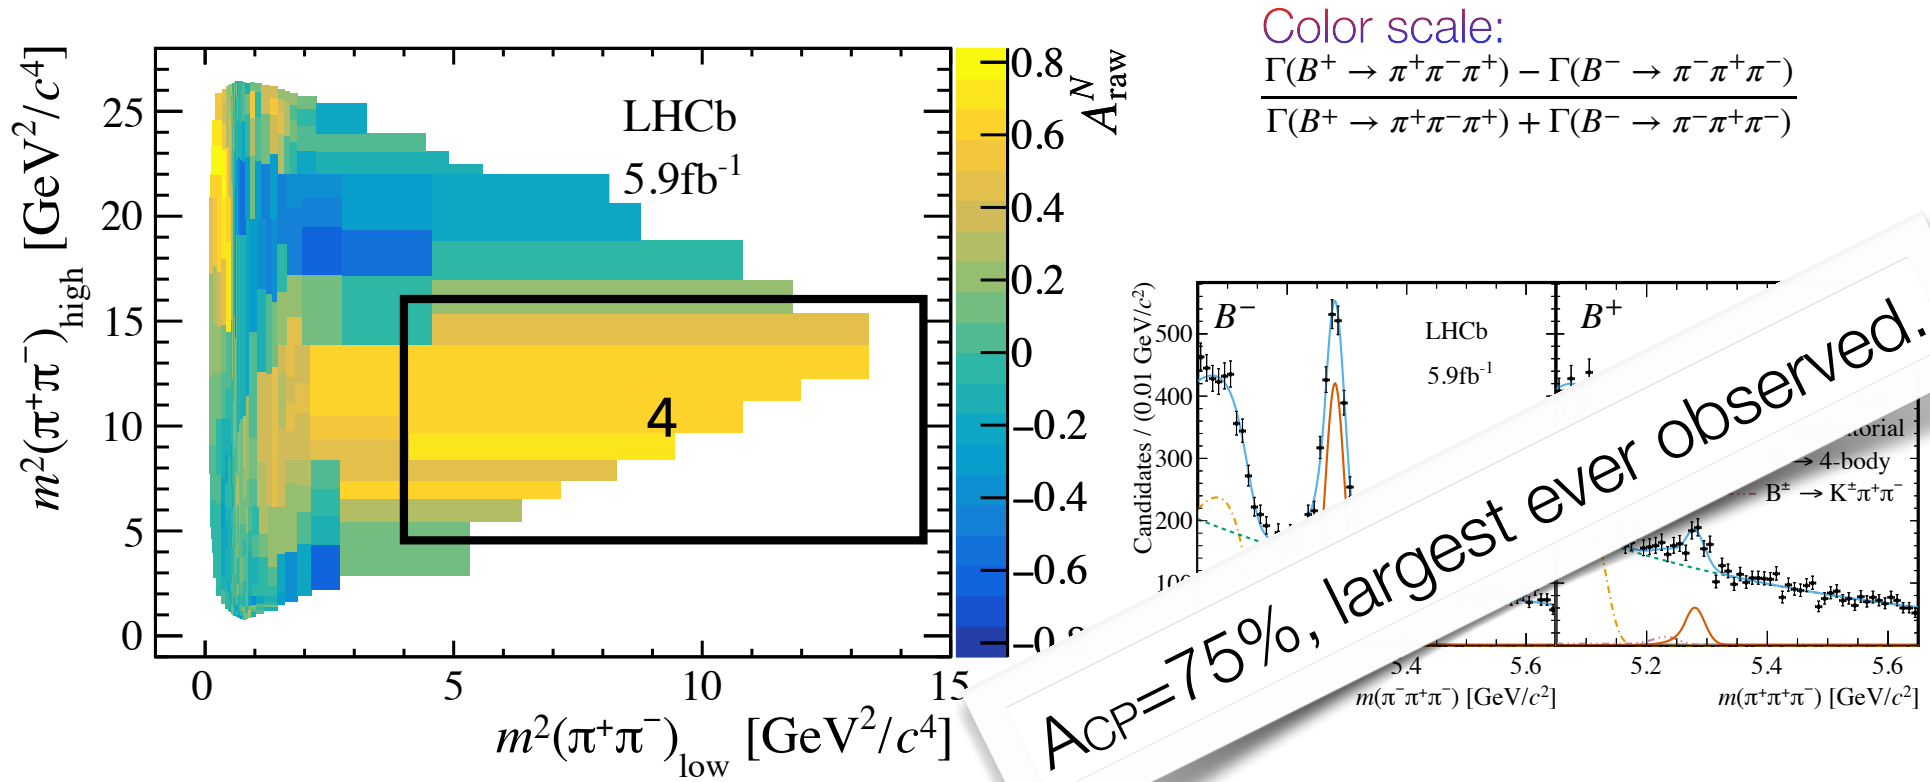 Color scale:
Γ(B⁺ → π⁺π⁻π⁺) − Γ(B⁻ → π⁻π⁺π⁻)
Γ(B⁺ → π⁺π⁻π⁺) + Γ(B⁻ → π⁻π⁺π⁻)
m²(π⁺π⁻)high [GeV²/c⁴]
25
20
15
10
5
0
LHCb
5.9fb⁻¹
4
0 5 10 15
m²(π⁺π⁻)low [GeV²/c⁴]
0.8
0.6
0.4
0.2
0
−0.2
−0.4
−0.6
A^N_raw
Candidates / (0.01 GeV/c²)
500
400
300
200
B⁻
LHCb
5.9fb⁻¹
B⁺
→ 4-body
B± → K±π⁺π⁻
5.4 5.6
m(π⁻π⁺π⁻) [GeV/c²]
5.2 5.4 5.6
m(π⁺π⁺π⁻) [GeV/c²]
ACP=75%, largest ever observed.